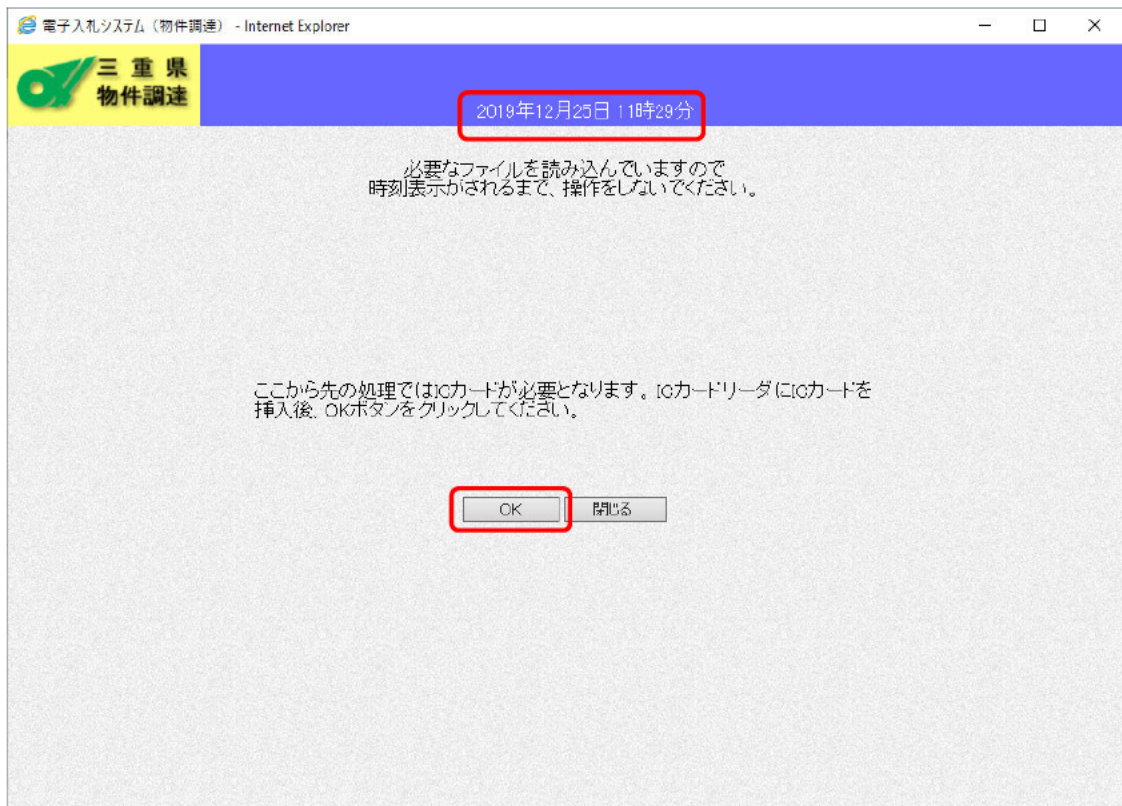 電子入札システム（物件調達） - Internet Explorer
三重県
物件調達
2019年12月25日 11時29分
必要なファイルを読み込んでいますので
時刻表示がされるまで、操作をしないでください。
ここから先の処理ではICカードが必要となります。ICカードリーダにICカードを
挿入後、OKボタンをクリックしてください。
OK 閉じる